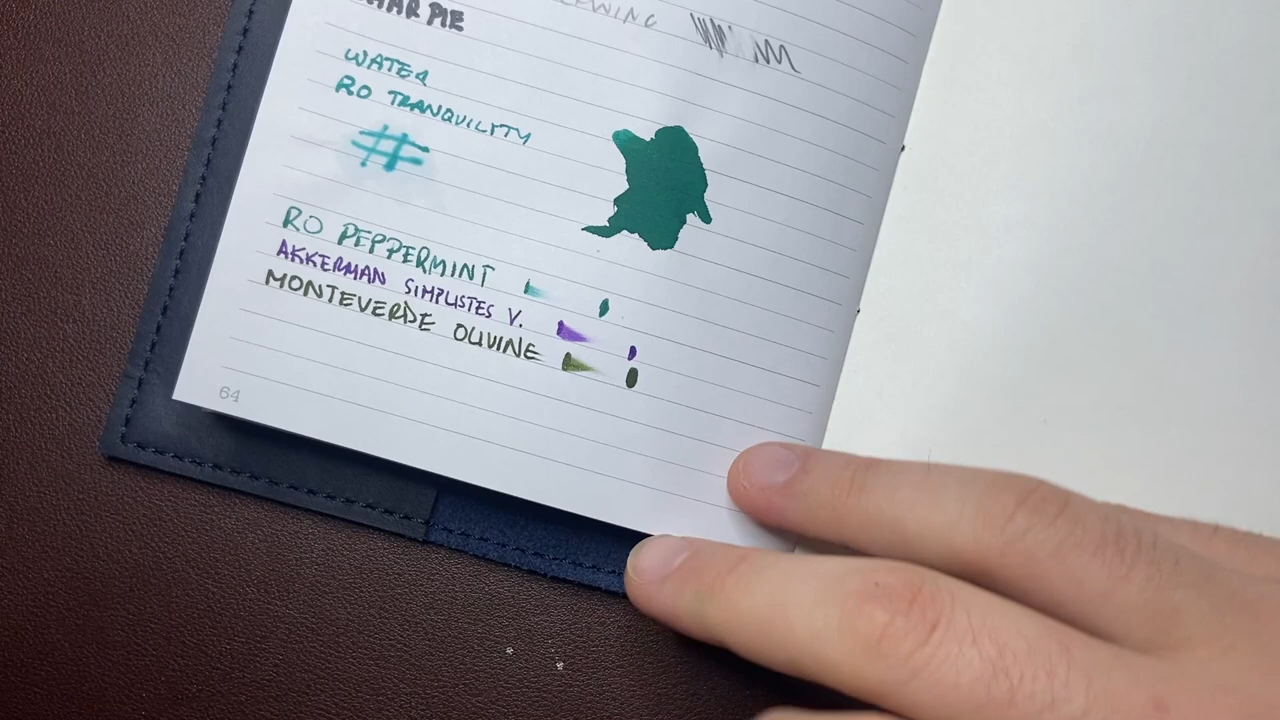 WATER
RO TRANQUILITY
#
RO PEPPERMINT
AKKERMAN SIMPLISTES V.
MONTEVERDE OLIVINE
64